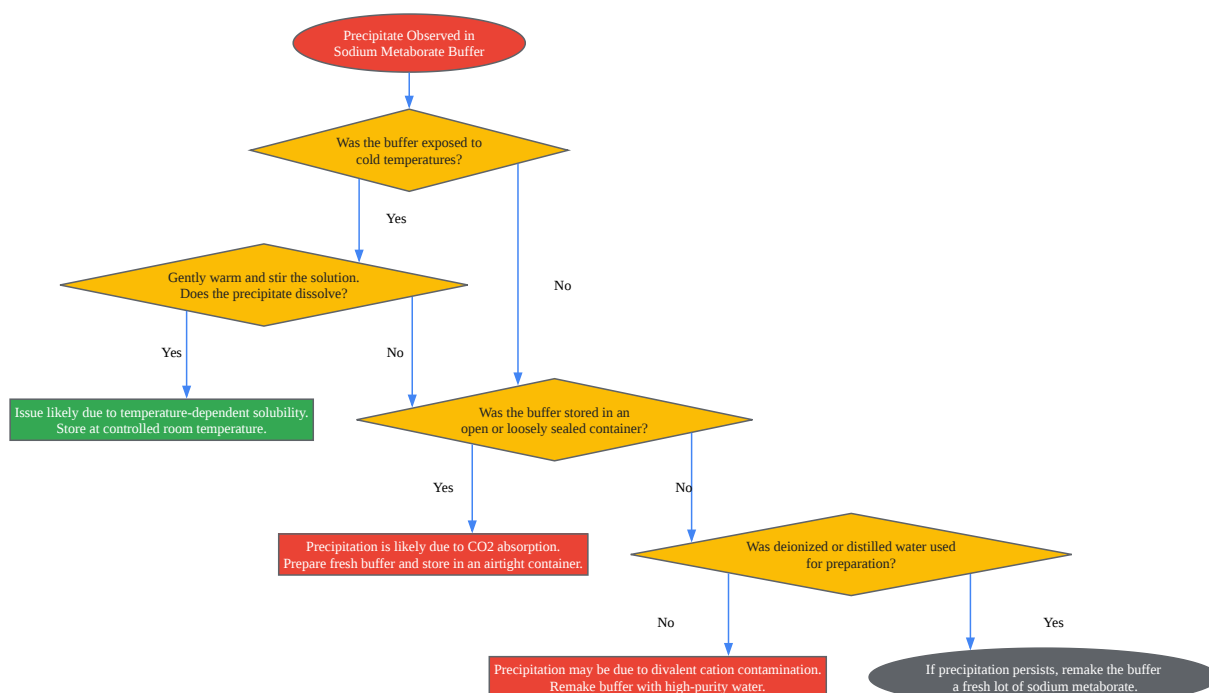 Precipitate Observed in
Sodium Metaborate Buffer
Was the buffer exposed to
cold temperatures?
Yes
No
Gently warm and stir the solution.
Does the precipitate dissolve?
Yes
No
Issue likely due to temperature-dependent solubility.
Store at controlled room temperature.
Was the buffer stored in an
open or loosely sealed container?
Yes
No
Precipitation is likely due to CO2 absorption.
Prepare fresh buffer and store in an airtight container.
Was deionized or distilled water used
for preparation?
No
Yes
Precipitation may be due to divalent cation contamination.
Remake buffer with high-purity water.
If precipitation persists, remake the buffer
a fresh lot of sodium metaborate.